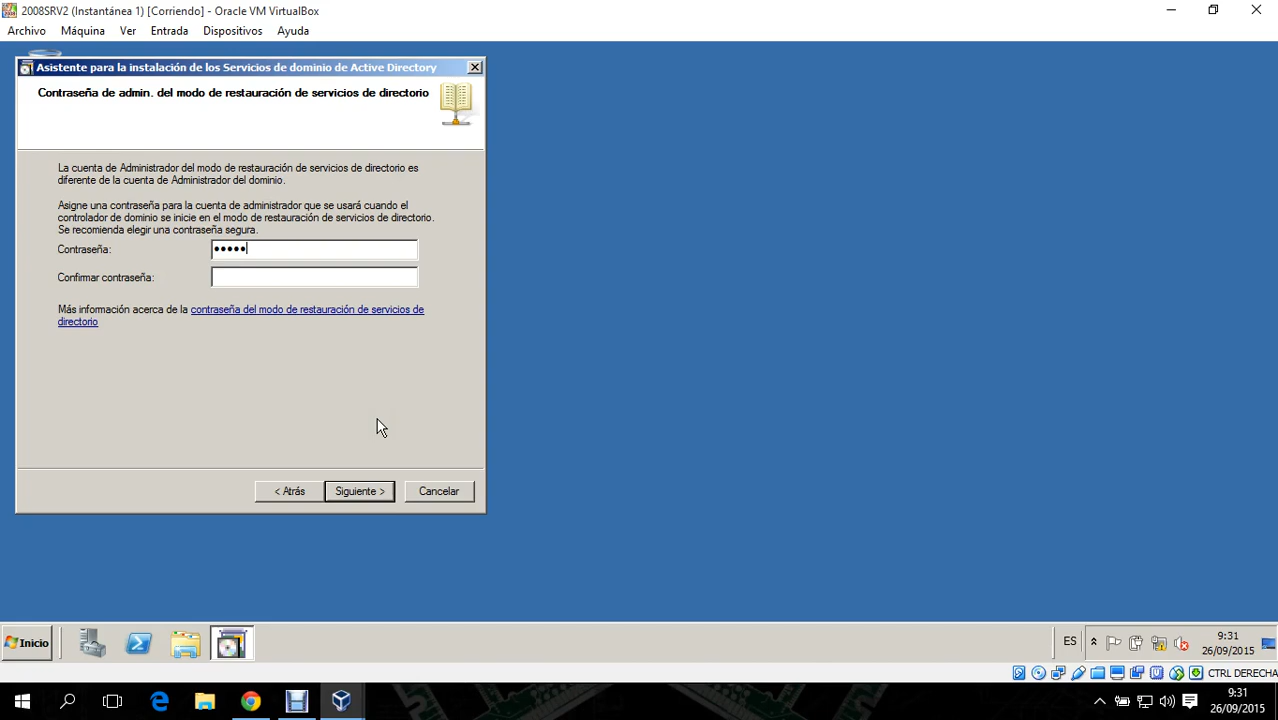 2008SRV2 (Instantánea 1) [Corriendo] - Oracle VM VirtualBox
Archivo Máquina Ver Entrada Dispositivos Ayuda
Asistente para la instalación de los Servicios de dominio de Active Directory
Contraseña de admin. del modo de restauración de servicios de directorio
La cuenta de Administrador del modo de restauración de servicios de directorio es
diferente de la cuenta de Administrador del dominio.
Asigne una contraseña para la cuenta de administrador que se usará cuando el
controlador de dominio se inicie en el modo de restauración de servicios de directorio.
Se recomienda elegir una contraseña segura.
Contraseña: •••••
Confirmar contraseña:
Más información acerca de la contraseña del modo de restauración de servicios de
directorio
< Atrás Siguiente > Cancelar
Inicio ES 9:31
26/09/2015
CTRL DERECHA
9:31
26/09/2015